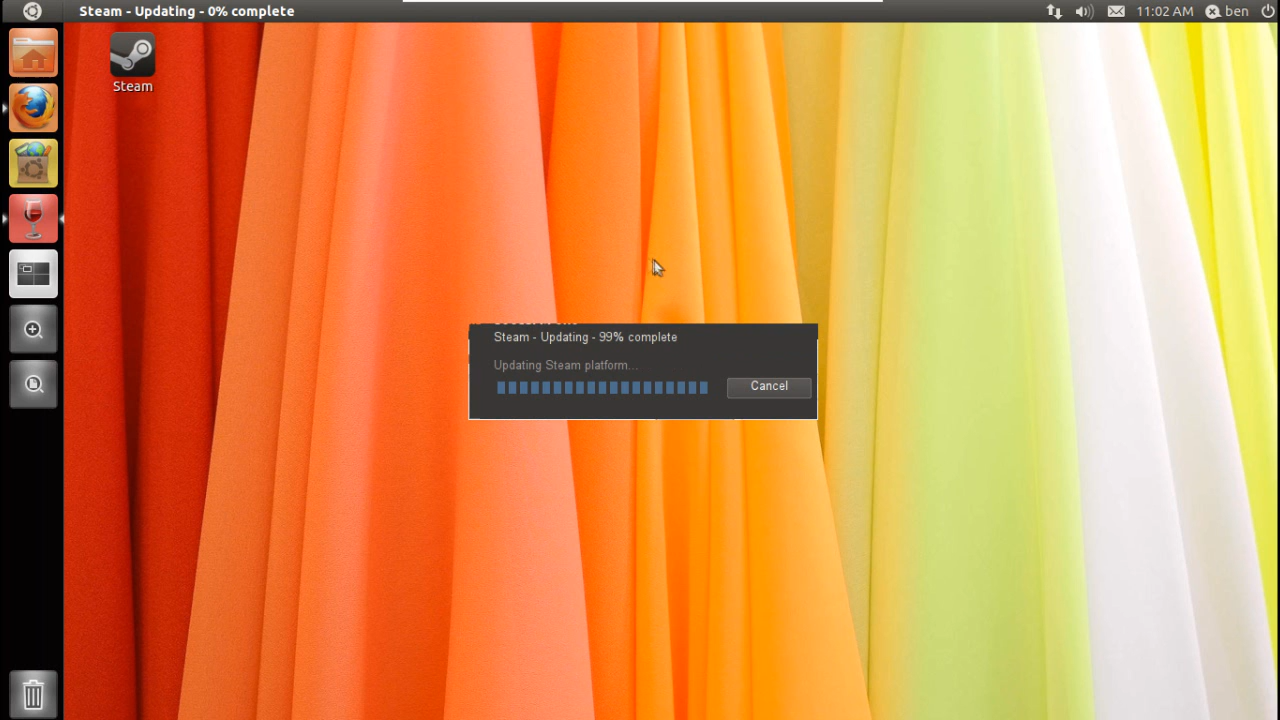 Steam - Updating - 0% complete
11:02 AM
ben
Steam
Steam - Updating - 99% complete
Updating Steam platform...
Cancel